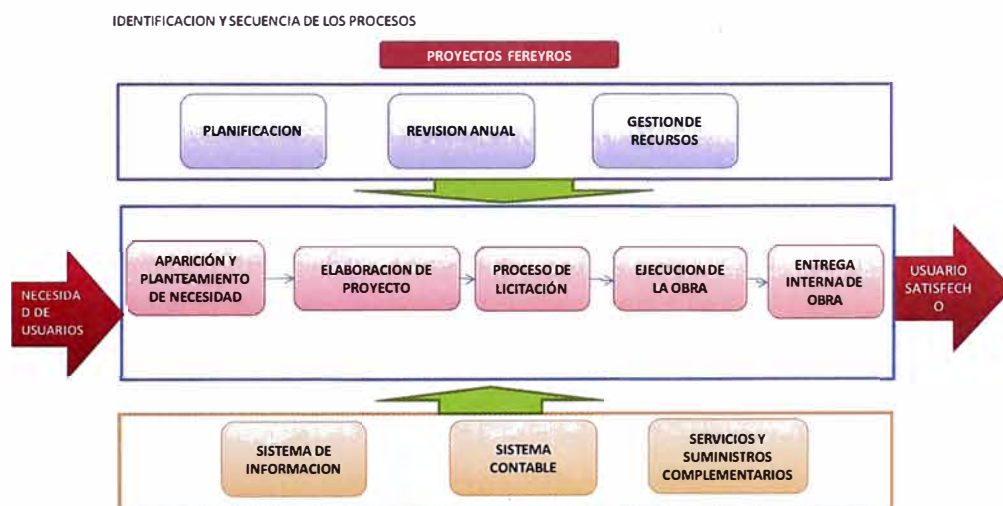 IDENTIFICACION Y SECUENCIA DE LOS PROCESOS
PROYECTOS FEREYROS
PLANIFICACION
REVISION ANUAL
GESTION DE
RECURSOS
NECESIDA
D DE
USUARIOS
APARICIÓN Y
PLANTEAMIENTO
DE NECESIDAD
ELABORACION DE
PROYECTO
PROCESO DE
LICITACIÓN
EJECUCION DE
LA OBRA
ENTREGA
INTERNA DE
OBRA
USUARIO
SATISFECH
O
SISTEMA DE
INFORMACION
SISTEMA
CONTABLE
SERVICIOS Y
SUMINISTROS
COMPLEMENTARIOS